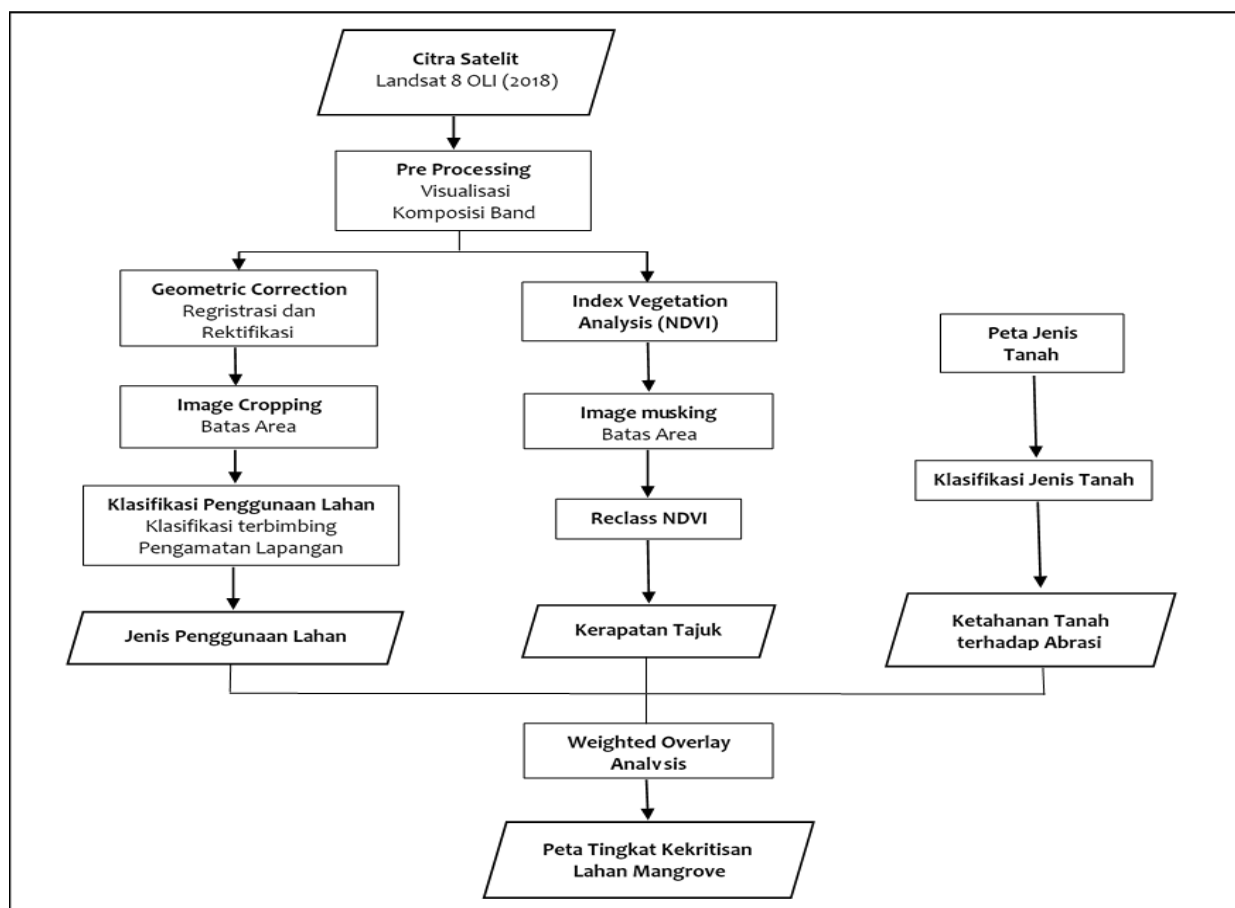 Citra Satelit
Landsat 8 OLI (2018)
Pre Processing
Visualisasi
Komposisi Band
Geometric Correction
Regristrasi dan
Rektifikasi
Image Cropping
Batas Area
Klasifikasi Penggunaan Lahan
Klasifikasi terbimbing
Pengamatan Lapangan
Jenis Penggunaan Lahan
Index Vegetation
Analysis (NDVI)
Image musking
Batas Area
Reclass NDVI
Kerapatan Tajuk
Peta Jenis
Tanah
Klasifikasi Jenis Tanah
Ketahanan Tanah
terhadap Abrasi
Weighted Overlay
Analysis
Peta Tingkat Kekritisan
Lahan Mangrove